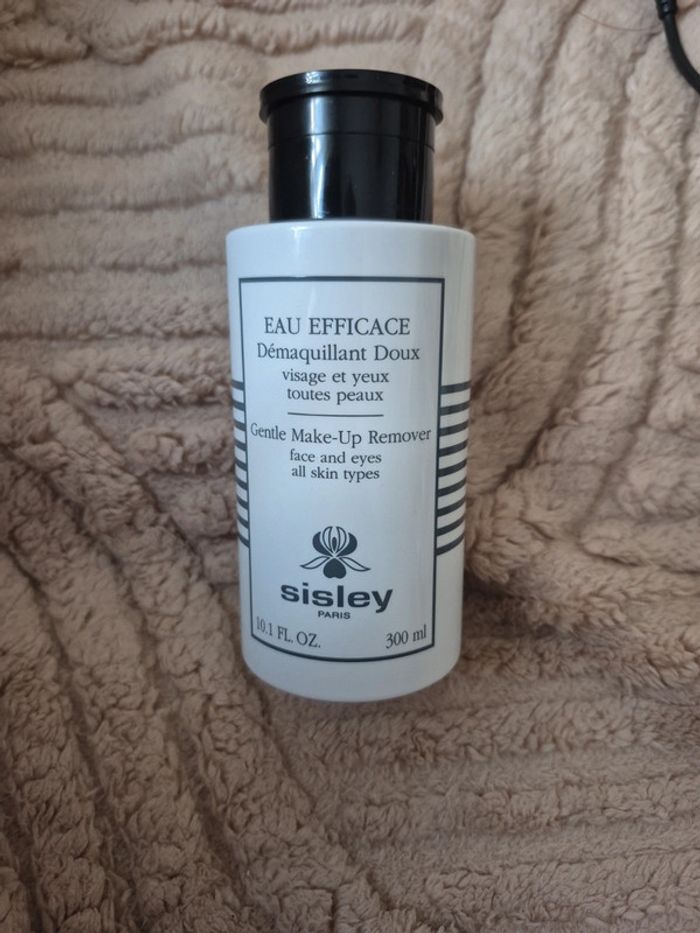 EAU EFFICACE
Démaquillant Doux
visage et yeux
toutes peaux
Gentle Make-Up Remover
face and eyes
all skin types
sisley
PARIS
10.1 FL. OZ.
300 ml